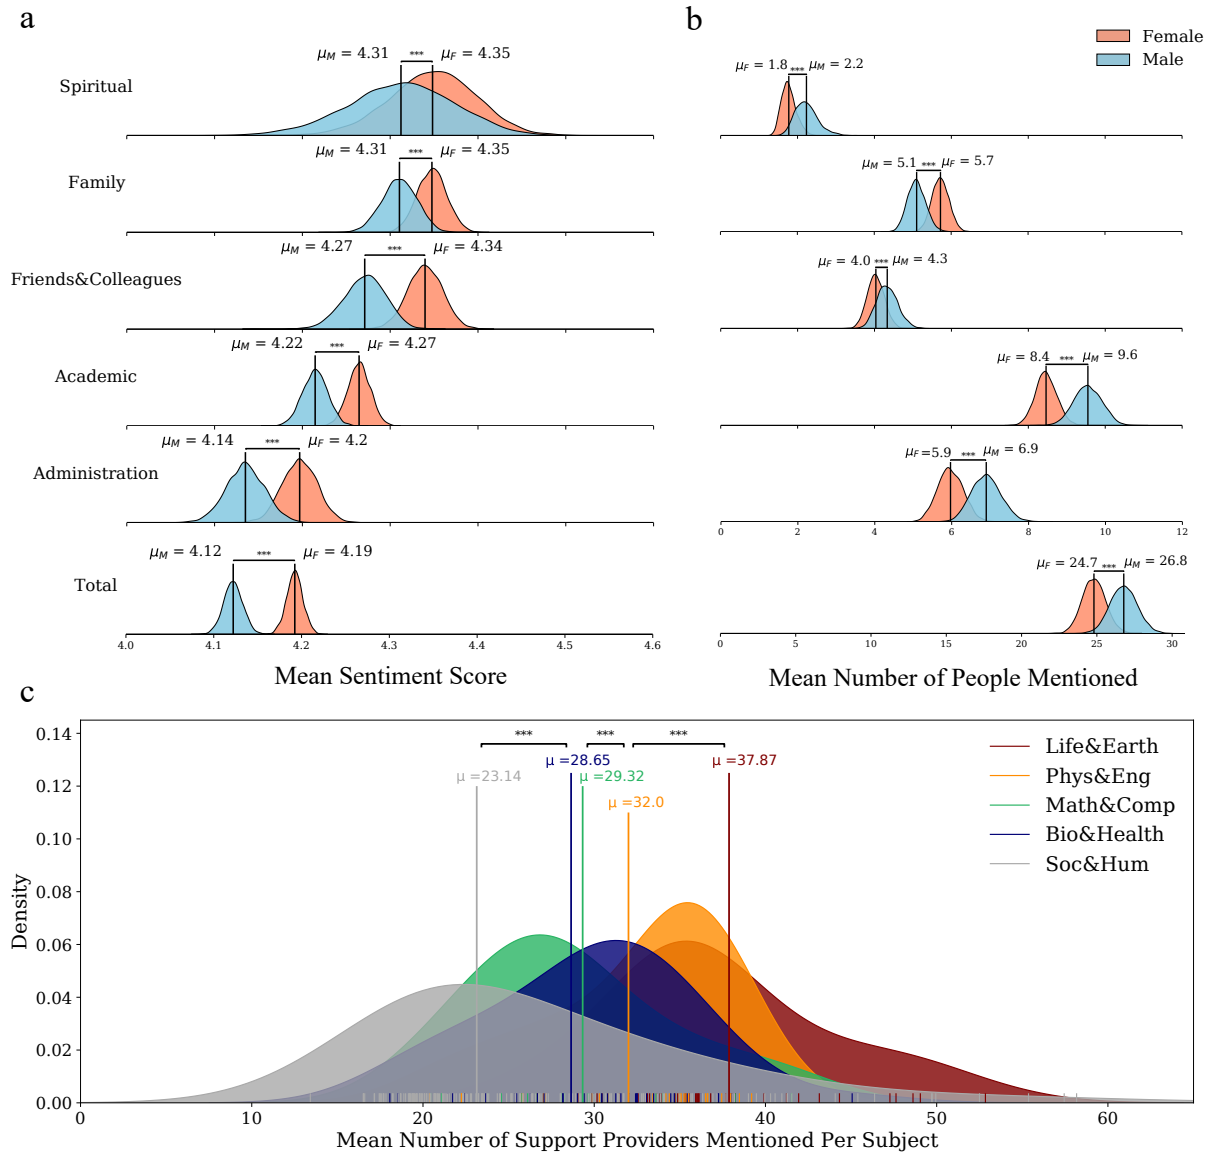 a
μM = 4.31 *** μF = 4.35
Spiritual
μM = 4.31 *** μF = 4.35
Family
μM = 4.27 *** μF = 4.34
Friends&Colleagues
μM = 4.22 *** μF = 4.27
Academic
μM = 4.14 *** μF = 4.2
Administration
μM = 4.12 *** μF = 4.19
Total
4.0 4.1 4.2 4.3 4.4 4.5 4.6
Mean Sentiment Score
b
Female
Male
μF = 1.8 *** μM = 2.2
μM = 5.1 *** μF = 5.7
μF = 4.0 *** μM = 4.3
μF = 8.4 *** μM = 9.6
μF =5.9 *** μM = 6.9
0 2 4 6 8 10 12
μF = 24.7 *** μM = 26.8
0 5 10 15 20 25 30
Mean Number of People Mentioned
c
*** *** ***
μ =28.65 μ =37.87
μ =23.14 μ =29.32
μ =32.0
Life&Earth
Phys&Eng
Math&Comp
Bio&Health
Soc&Hum
0.14
0.12
0.10
0.08
0.06
0.04
0.02
0.00
Density
0 10 20 30 40 50 60
Mean Number of Support Providers Mentioned Per Subject